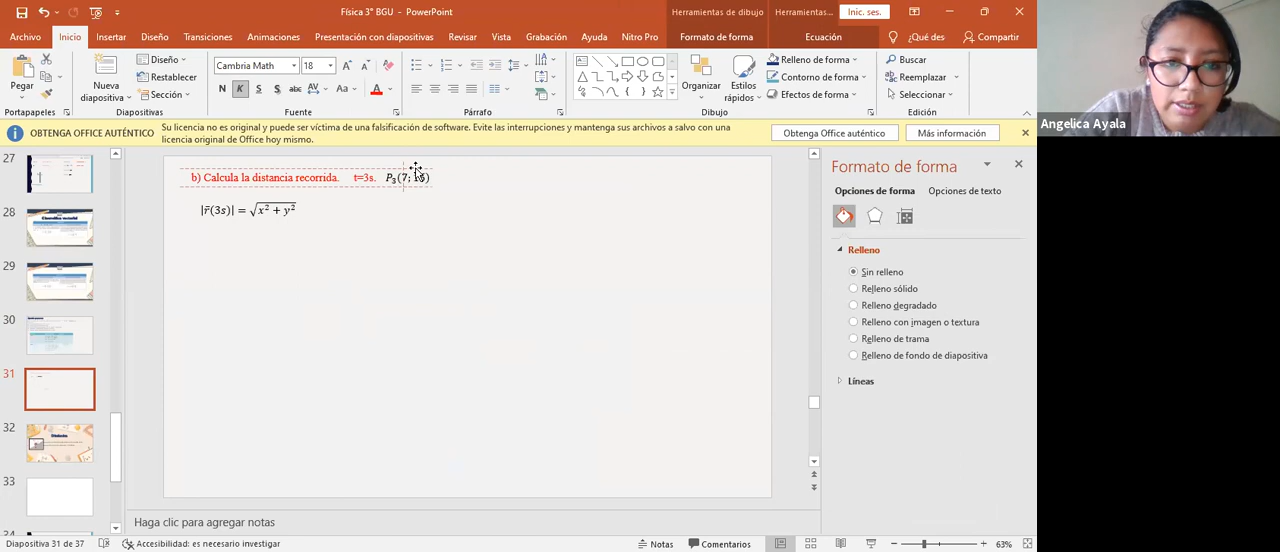 Física 3° BGU - PowerPoint
Herramientas de dibujo
Herramientas...
Inic. ses.
Archivo Inicio Insertar Diseño Transiciones Animaciones Presentación con diapositivas Revisar Vista Grabación Ayuda Nitro Pro Formato de forma Ecuación ¿Qué des Compartir
Pegar
Portapapeles
Nueva diapositiva
Diseño
Restablecer
Sección
Diapositivas
Cambria Math 18
N K S
Fuente
Párrafo
Organizar
Estilos rápidos
Relleno de forma
Contorno de forma
Efectos de forma
Dibujo
Buscar
Reemplazar
Seleccionar
Edición
OBTENGA OFFICE AUTÉNTICO
Su licencia no es original y puede ser víctima de una falsificación de software. Evite las interrupciones y mantenga sus archivos a salvo con una
licencia original de Office hoy mismo.
Obtenga Office auténtico
Más información
Angelica Ayala
27
28
29
30
31
32
33
b) Calcula la distancia recorrida. t=3s. P₃(7; 15)
|r⃗(3s)| = √x² + y²
Formato de forma
Opciones de forma Opciones de texto
Relleno
Sin relleno
Relleno sólido
Relleno degradado
Relleno con imagen o textura
Relleno de trama
Relleno de fondo de diapositiva
Líneas
Haga clic para agregar notas
Diapositiva 31 de 37
Accesibilidad: es necesario investigar
Notas
Comentarios
63%